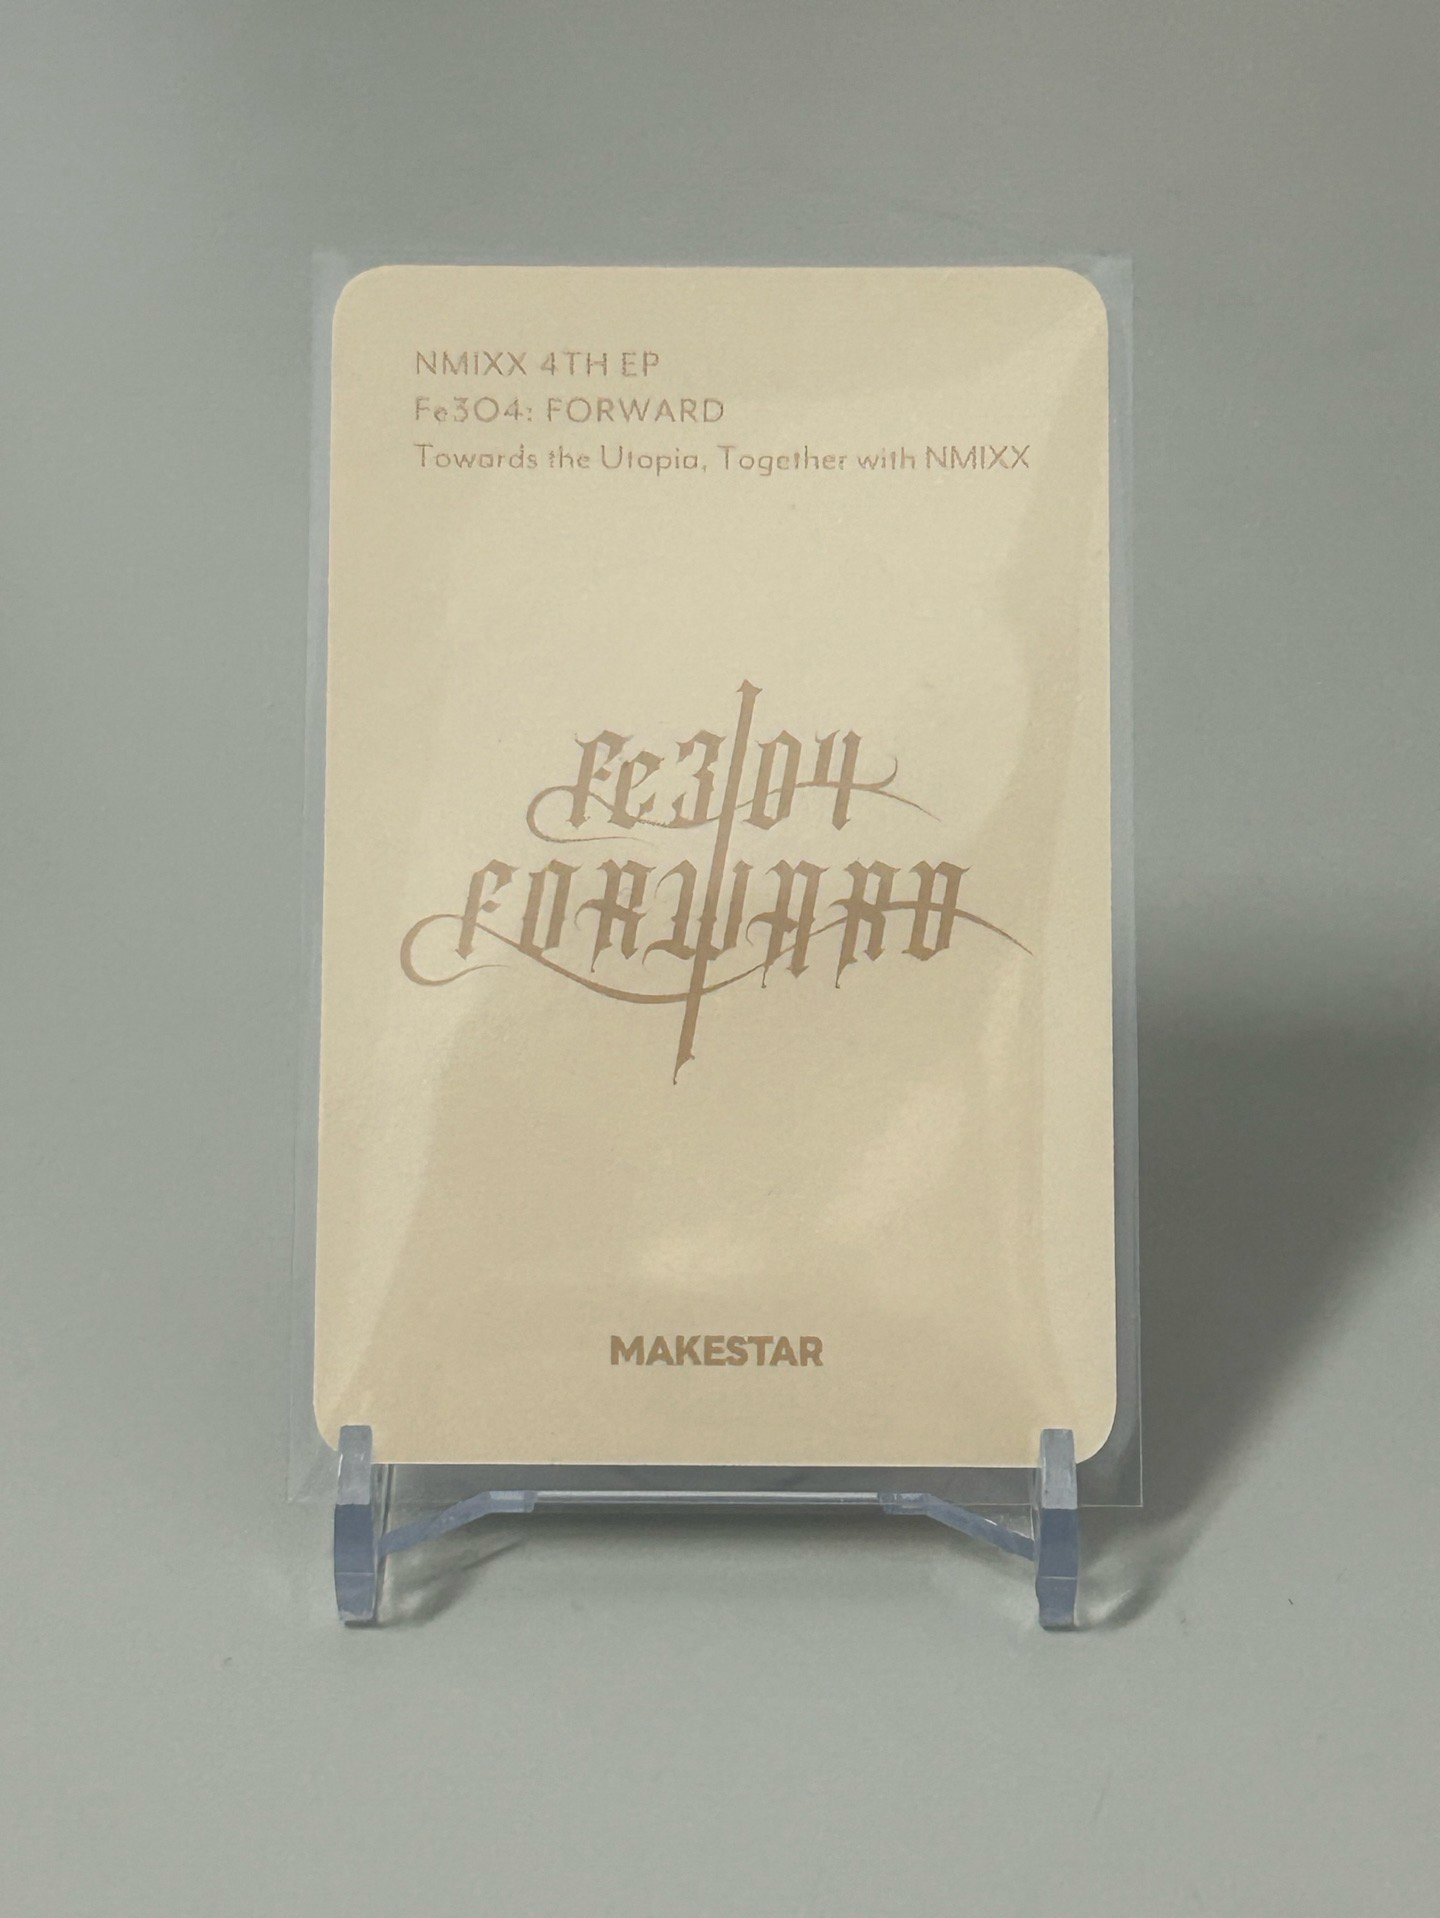 NMIXX 4TH EP
Fe3O4: FORWARD
Towards the Utopia, Together with NMIXX
Fe3O4
FORWARD
MAKESTAR